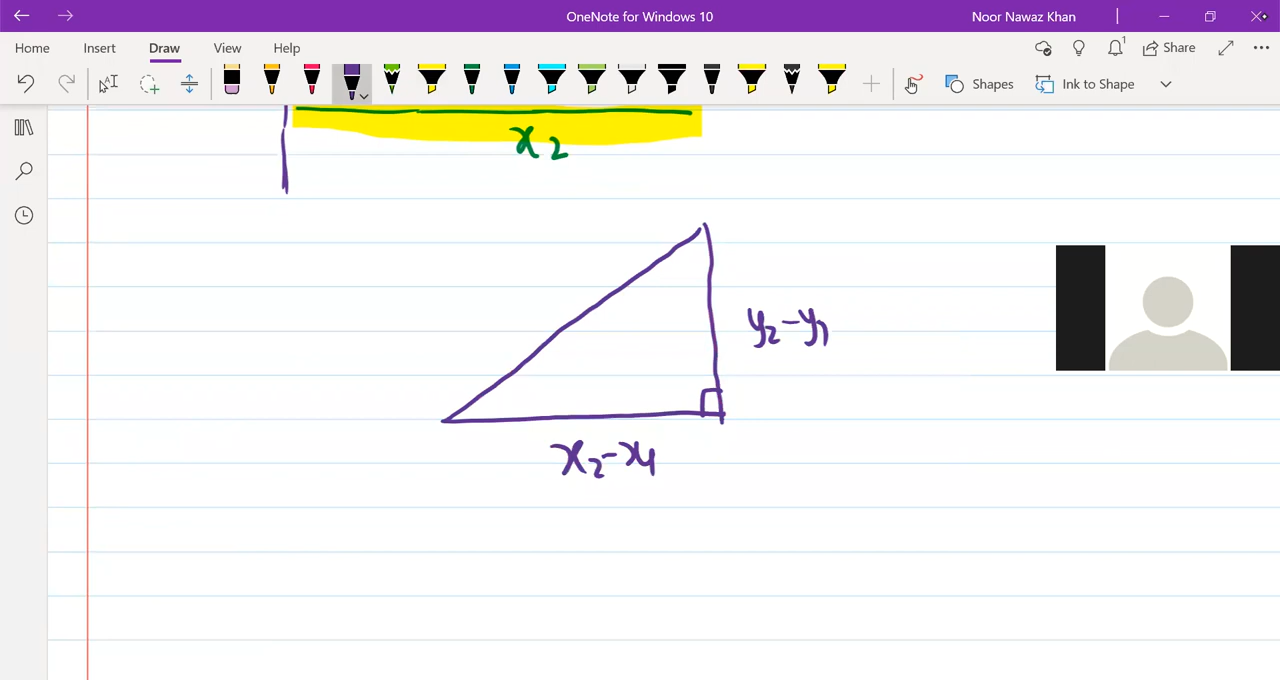 OneNote for Windows 10
Noor Nawaz Khan
Home Insert Draw View Help
1
Share
Shapes
Ink to Shape
x₂
y₂-y₁
x₂-x₁